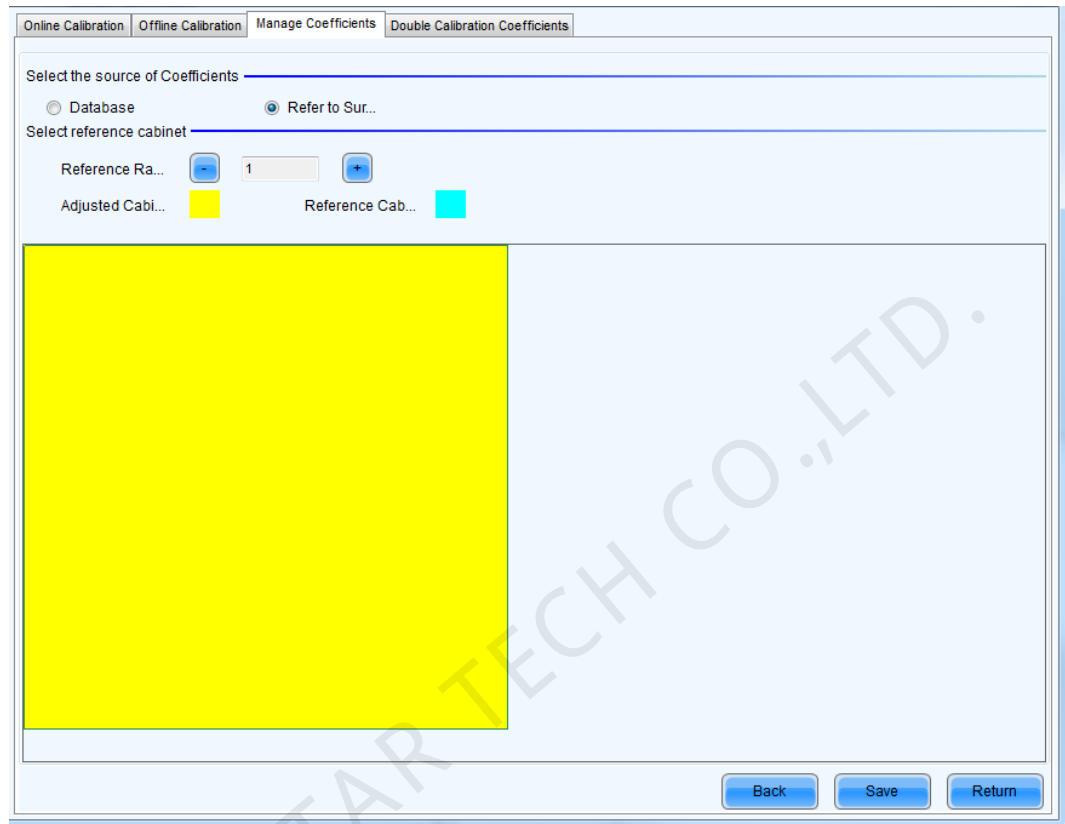 Online Calibration Offline Calibration Manage Coefficients Double Calibration Coefficients
Select the source of Coefficients
Database Refer to Sur...
Select reference cabinet
Reference Ra... - 1 +
Adjusted Cabi... Reference Cab...
TAR TECH CO.,LTD.
Back Save Return